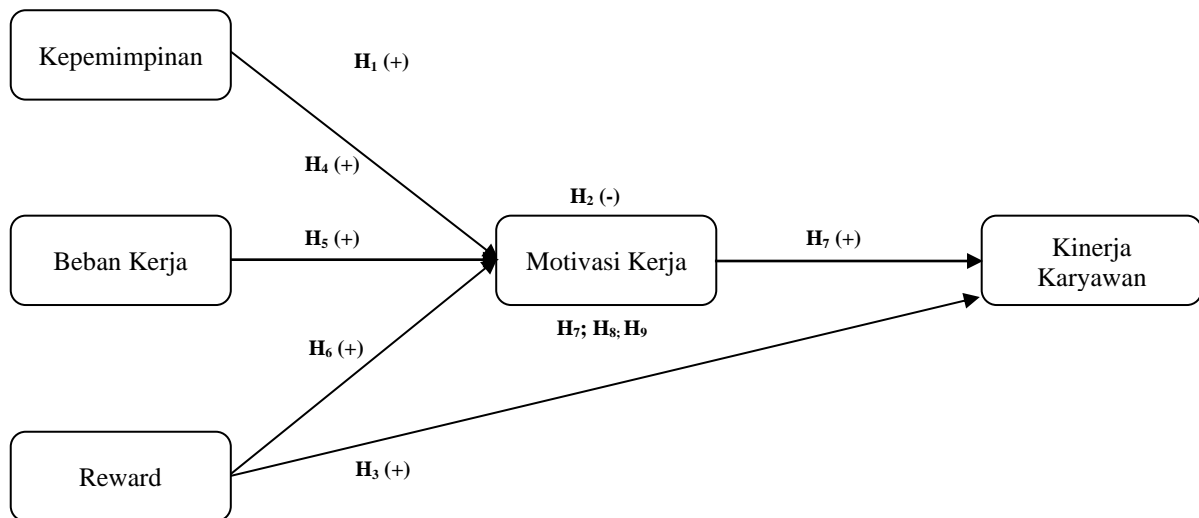 Kepemimpinan
H₁ (+)
H₄ (+)
H₂ (-)
Beban Kerja
H₅ (+)
Motivasi Kerja
H₇ (+)
Kinerja
Karyawan
H₇; H₈; H₉
H₆ (+)
Reward
H₃ (+)